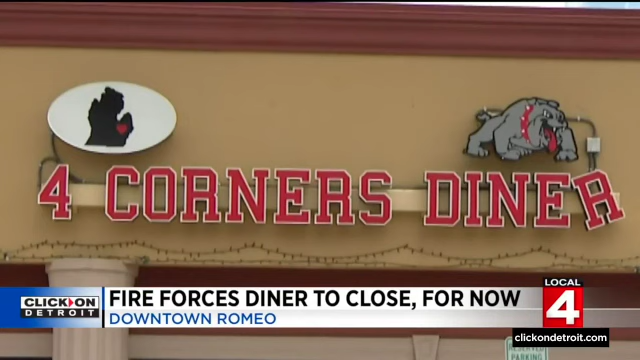 4 CORNERS DINER
CLICK ON
DETROIT
FIRE FORCES DINER TO CLOSE, FOR NOW
DOWNTOWN ROMEO
LOCAL
4
clickondetroit.com
RESERVED
PARKING